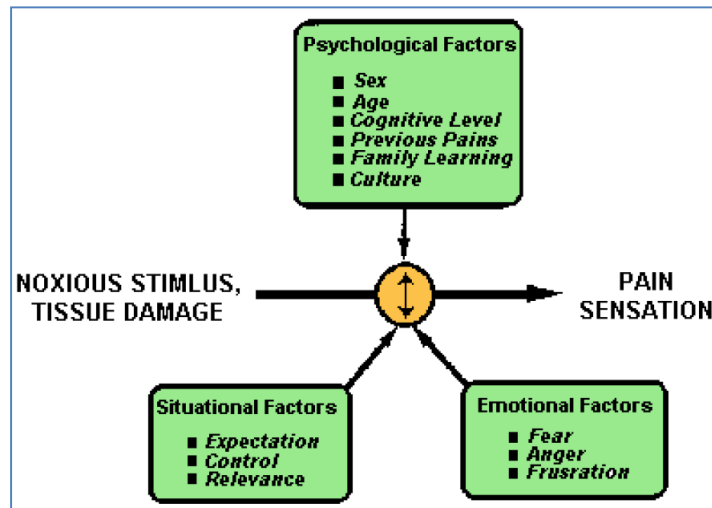 Psychological Factors
■ Sex
■ Age
■ Cognitive Level
■ Previous Pains
■ Family Learning
■ Culture
NOXIOUS STIMLUS,
TISSUE DAMAGE
PAIN
SENSATION
Situational Factors
■ Expectation
■ Control
■ Relevance
Emotional Factors
■ Fear
■ Anger
■ Frusration